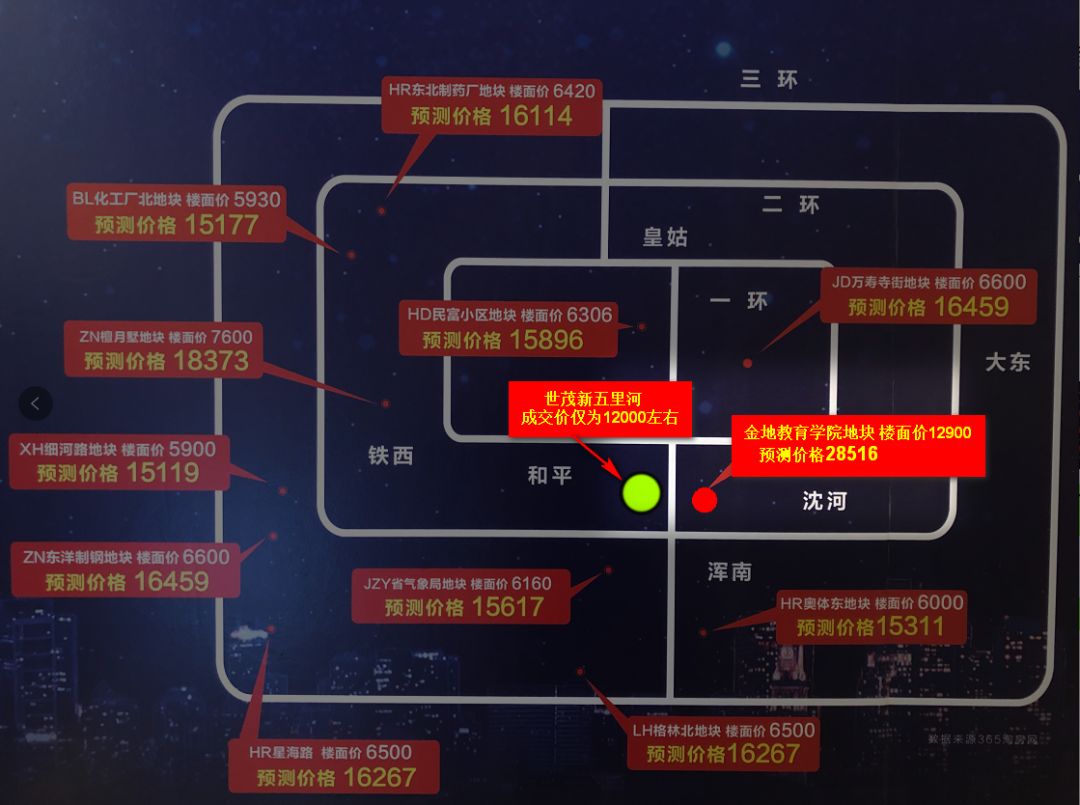 三 环
HR东北制药厂地块 楼面价 6420
预测价格 16114
二 环
BL化工厂北地块 楼面价 5930
预测价格 15177
皇姑
JD万寿寺街地块 楼面价 6600
预测价格 16459
一 环
HD民富小区地块 楼面价 6306
预测价格 15896
ZN檀月墅地块 楼面价 7600
预测价格 18373
大东
世茂新五里河
成交价仅为12000左右
金地教育学院地块 楼面价12900
预测价格28516
XH细河路地块 楼面价 5900
预测价格 15119
铁西
和平
沈河
ZN东洋制钢地块 楼面价 6600
预测价格 16459
浑南
JZY省气象局地块 楼面价 6160
预测价格 15617
HR奥体东地块 楼面价 6000
预测价格15311
LH格林北地块 楼面价 6500
预测价格 16267
数据来源365淘房网
HR星海路 楼面价 6500
预测价格 16267